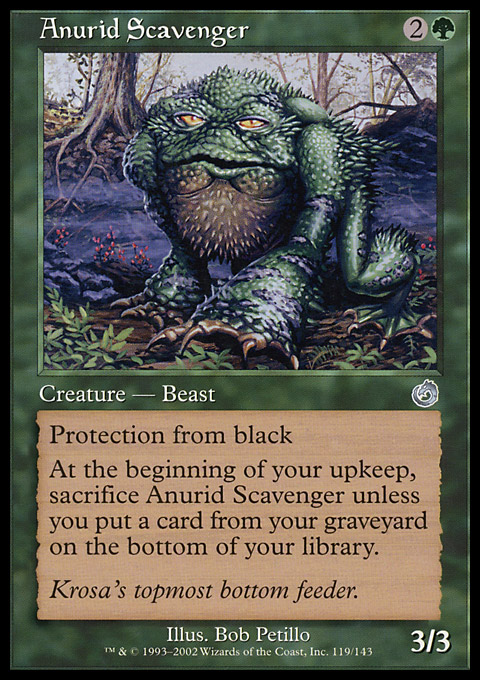 Anurid Scavenger 2
Creature — Beast
Protection from black
At the beginning of your upkeep,
sacrifice Anurid Scavenger unless
you put a card from your graveyard
on the bottom of your library.
Krosa's topmost bottom feeder.
Illus. Bob Petillo
™ & © 1993–2002 Wizards of the Coast, Inc. 119/143
3/3